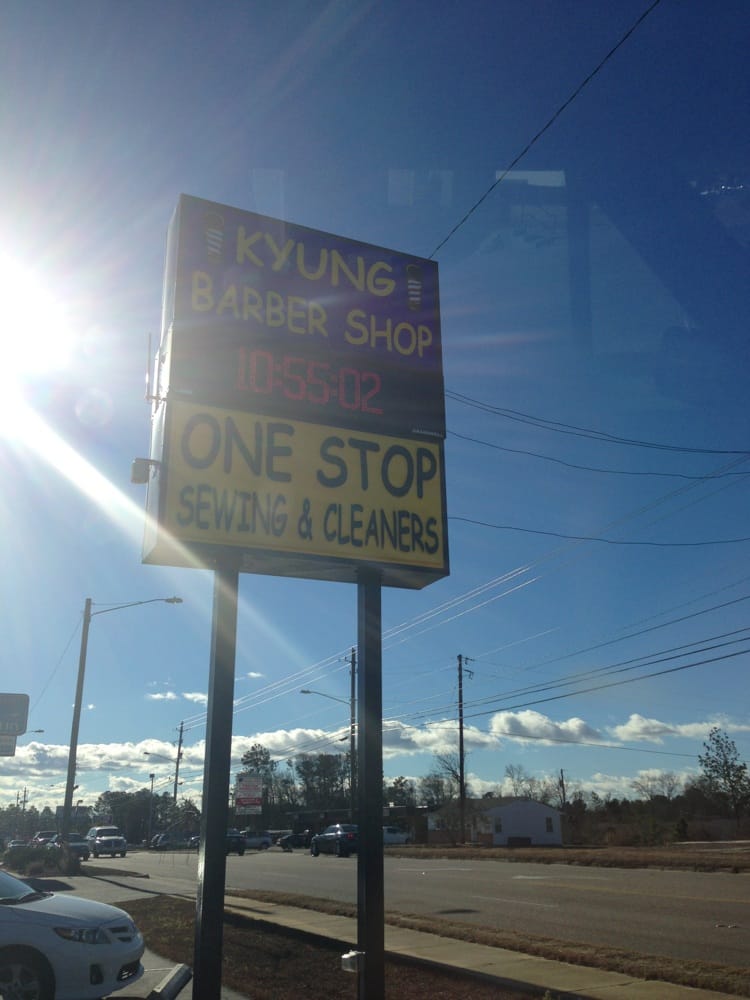 KYUNG
BARBER SHOP
10:55:02
ONE STOP
SEWING & CLEANERS